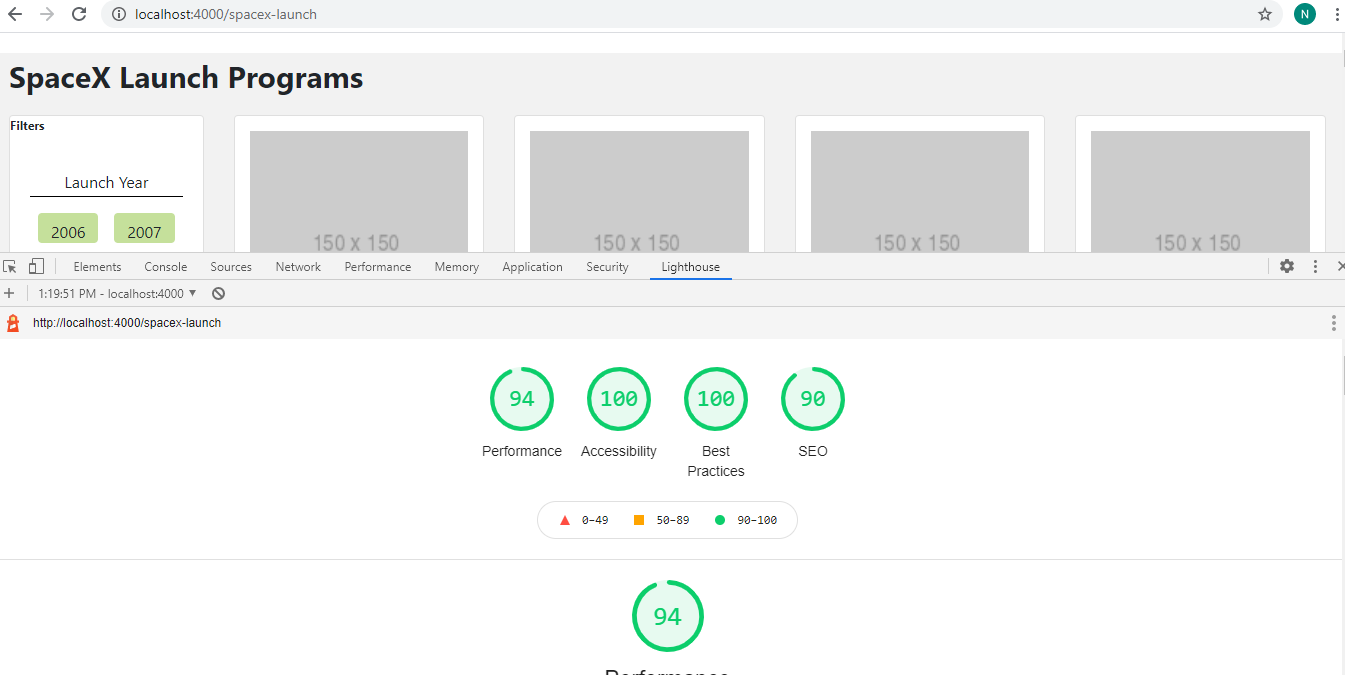 localhost:4000/spacex-launch
N
SpaceX Launch Programs
Filters
Launch Year
2006 2007
150 x 150 150 x 150 150 x 150 150 x 150
Elements Console Sources Network Performance Memory Application Security Lighthouse
1:19:51 PM - localhost:4000
http://localhost:4000/spacex-launch
94 100 100 90
Performance Accessibility Best Practices SEO
0–49 50–89 90–100
94
Performance